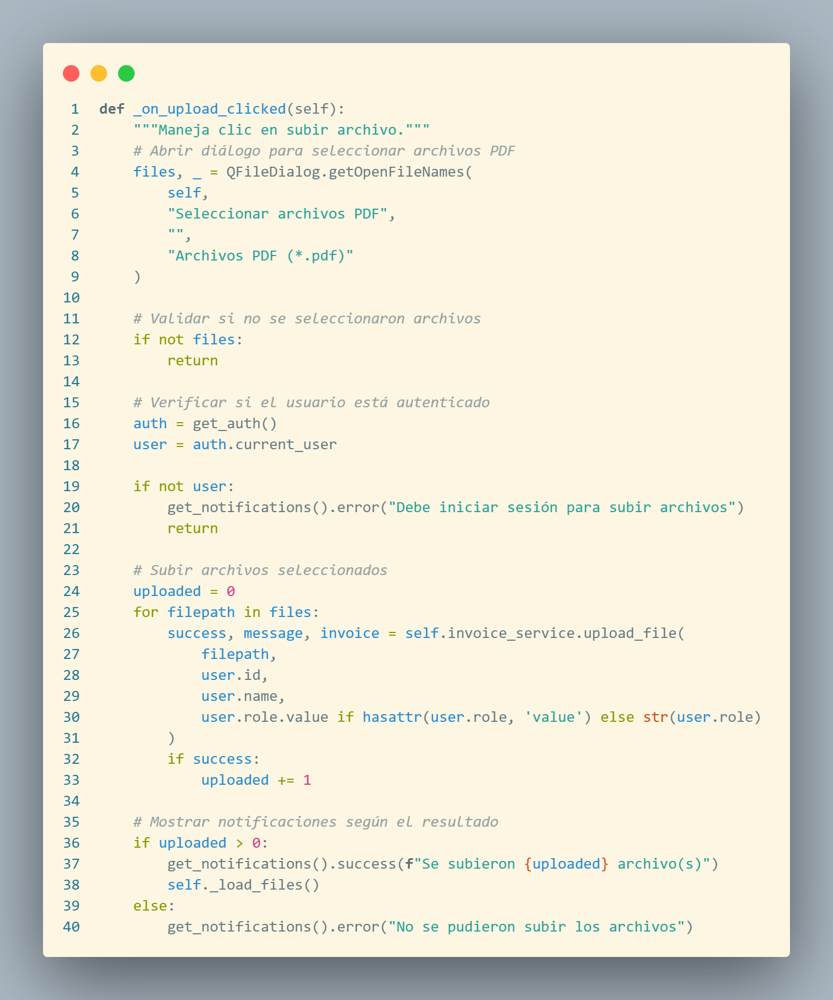 1 def _on_upload_clicked(self):
2     """Maneja clic en subir archivo."""
3     # Abrir diálogo para seleccionar archivos PDF
4     files, _ = QFileDialog.getOpenFileNames(
5         self,
6         "Seleccionar archivos PDF",
7         "",
8         "Archivos PDF (*.pdf)"
9     )
10
11     # Validar si no se seleccionaron archivos
12     if not files:
13         return
14
15     # Verificar si el usuario está autenticado
16     auth = get_auth()
17     user = auth.current_user
18
19     if not user:
20         get_notifications().error("Debe iniciar sesión para subir archivos")
21         return
22
23     # Subir archivos seleccionados
24     uploaded = 0
25     for filepath in files:
26         success, message, invoice = self.invoice_service.upload_file(
27             filepath,
28             user.id,
29             user.name,
30             user.role.value if hasattr(user.role, 'value') else str(user.role)
31         )
32         if success:
33             uploaded += 1
34
35     # Mostrar notificaciones según el resultado
36     if uploaded > 0:
37         get_notifications().success(f"Se subieron {uploaded} archivo(s)")
38         self._load_files()
39     else:
40         get_notifications().error("No se pudieron subir los archivos")